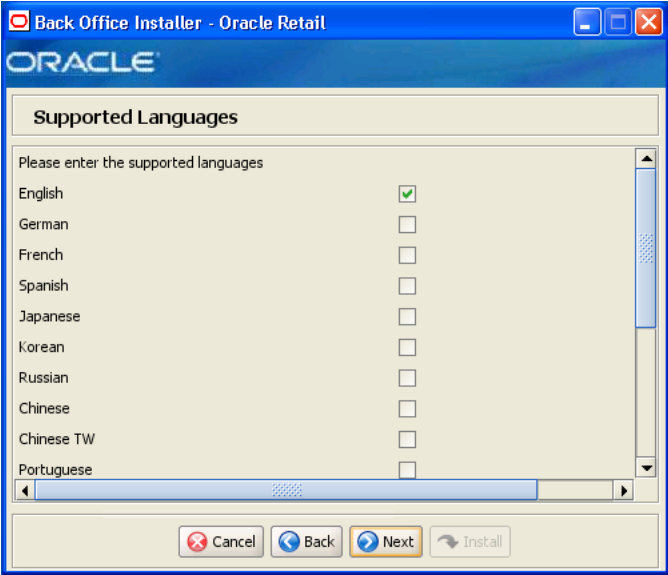 Back Office Installer - Oracle Retail
ORACLE
Supported Languages
Please enter the supported languages
English
German
French
Spanish
Japanese
Korean
Russian
Chinese
Chinese TW
Portuguese
Cancel Back Next Install